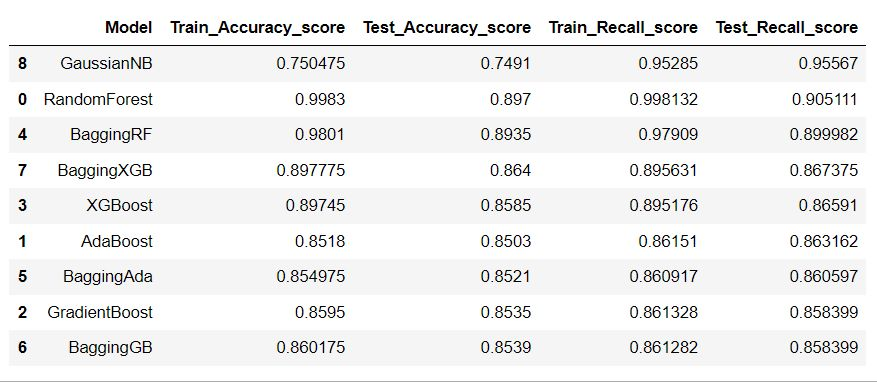 Model Train_Accuracy_score Test_Accuracy_score Train_Recall_score Test_Recall_score
8 GaussianNB 0.750475 0.7491 0.95285 0.95567
0 RandomForest 0.9983 0.897 0.998132 0.905111
4 BaggingRF 0.9801 0.8935 0.97909 0.899982
7 BaggingXGB 0.897775 0.864 0.895631 0.867375
3 XGBoost 0.89745 0.8585 0.895176 0.86591
1 AdaBoost 0.8518 0.8503 0.86151 0.863162
5 BaggingAda 0.854975 0.8521 0.860917 0.860597
2 GradientBoost 0.8595 0.8535 0.861328 0.858399
6 BaggingGB 0.860175 0.8539 0.861282 0.858399